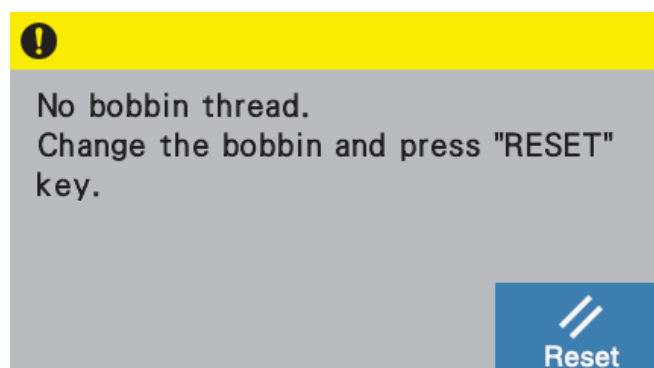 No bobbin thread.
Change the bobbin and press "RESET"
key.
Reset